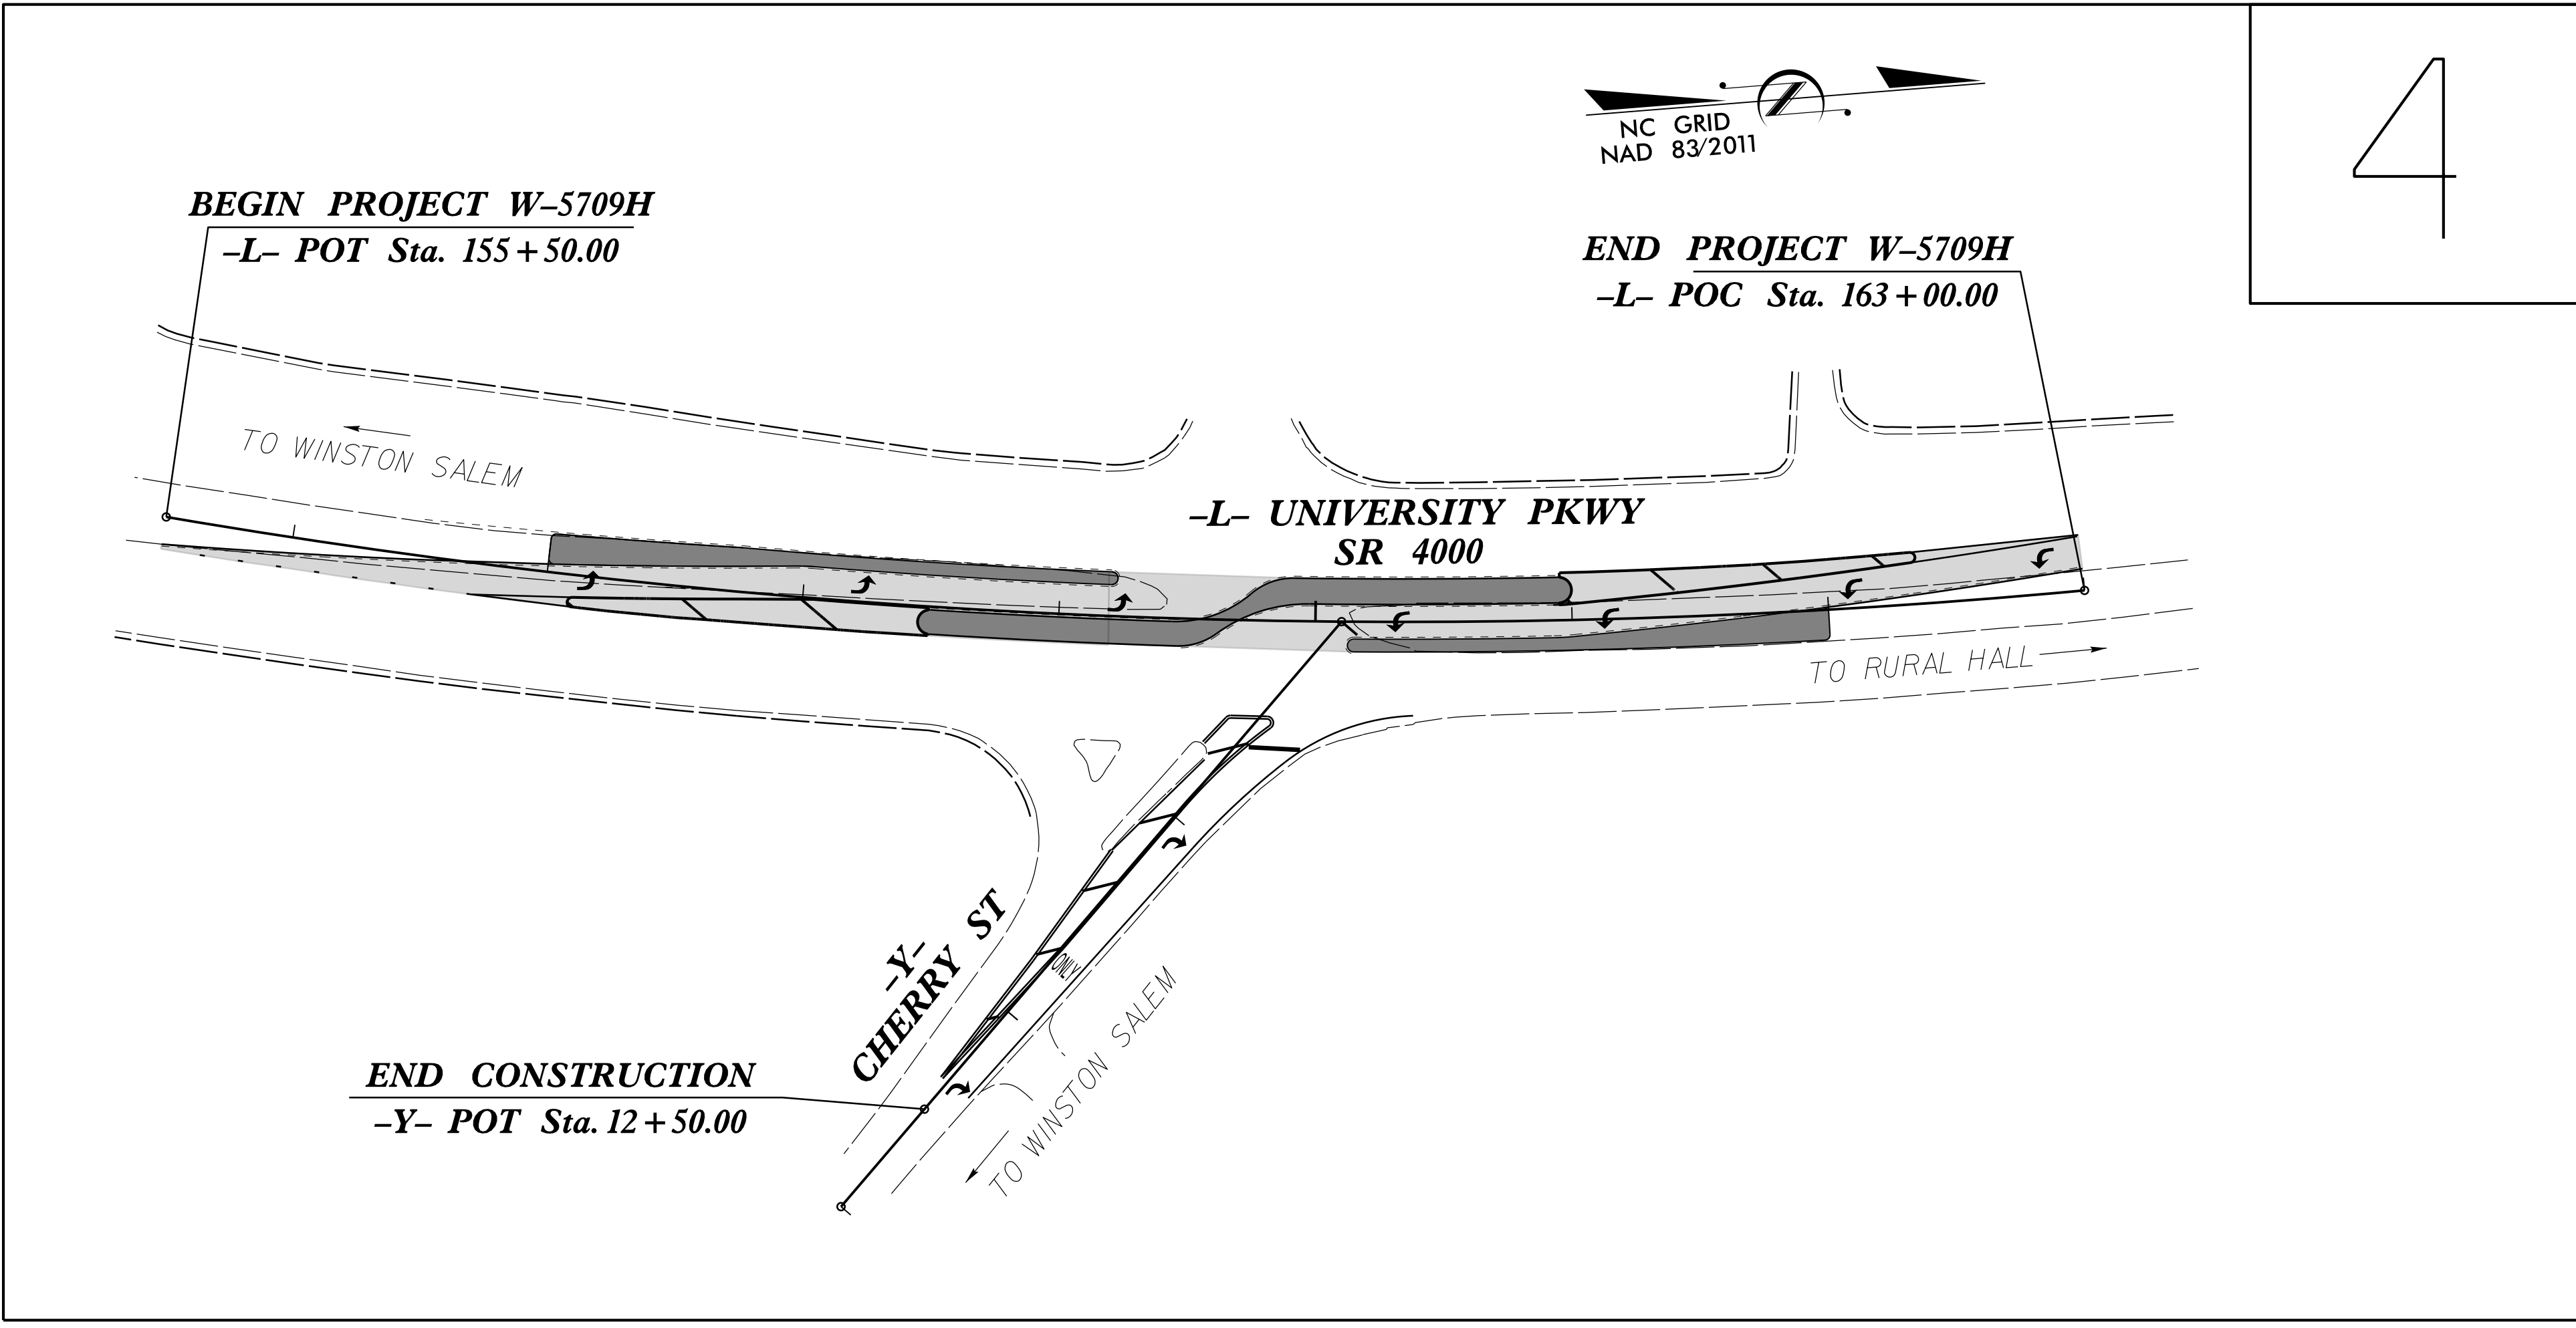 4
NC GRID
NAD 83/2011
BEGIN PROJECT W–5709H
–L– POT Sta. 155+50.00
END PROJECT W–5709H
–L– POC Sta. 163+00.00
TO WINSTON SALEM
–L– UNIVERSITY PKWY
SR 4000
TO RURAL HALL
–Y–
CHERRY ST
ONLY
TO WINSTON SALEM
END CONSTRUCTION
–Y– POT Sta. 12+50.00